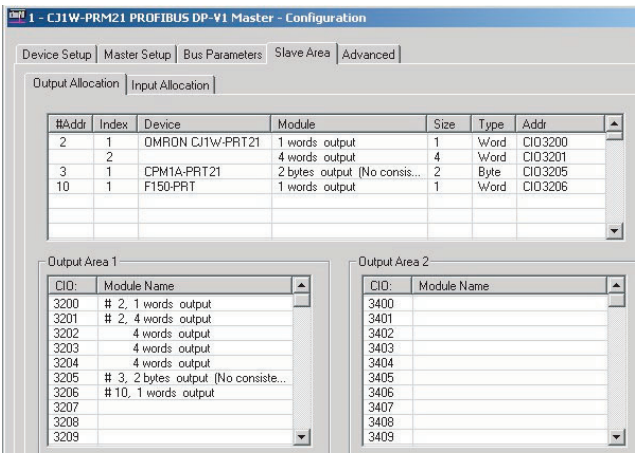 1 - CJ1W-PRM21 PROFIBUS DP-V1 Master - Configuration
Device Setup Master Setup Bus Parameters Slave Area Advanced
Output Allocation Input Allocation
#Addr Index Device Module Size Type Addr
2 1 OMRON CJ1W-PRT21 1 words output 1 Word CIO3200
2 4 words output 4 Word CIO3201
3 1 CPM1A-PRT21 2 bytes output (No consis... 2 Byte CIO3205
10 1 F150-PRT 1 words output 1 Word CIO3206
Output Area 1
CIO: Module Name
3200 # 2, 1 words output
3201 # 2, 4 words output
3202 4 words output
3203 4 words output
3204 4 words output
3205 # 3, 2 bytes output (No consiste...
3206 #10, 1 words output
3207
3208
3209
Output Area 2
CIO: Module Name
3400
3401
3402
3403
3404
3405
3406
3407
3408
3409